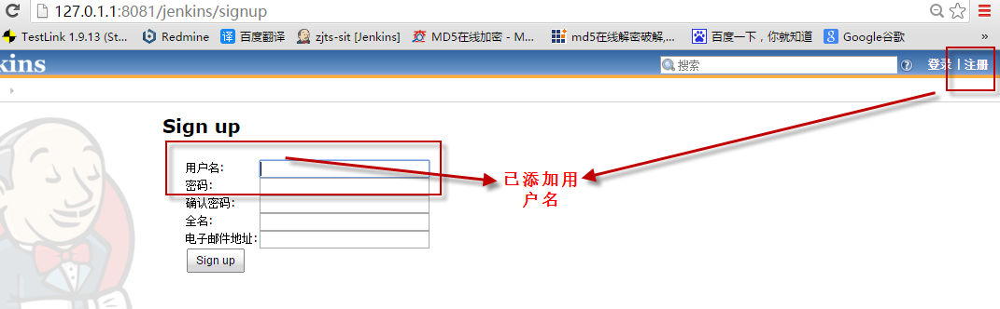 127.0.1.1:8081/jenkins/signup
TestLink 1.9.13 (St... Redmine 译 百度翻译 zjts-sit [Jenkins] MD5在线加密 - M... md5在线解密破解,... 百度一下，你就知道 8 Google谷歌 »
kins 搜索 ? 登录 | 注册
Sign up
用户名:
密码:
确认密码:
全名:
电子邮件地址:
Sign up
已添加用
户名